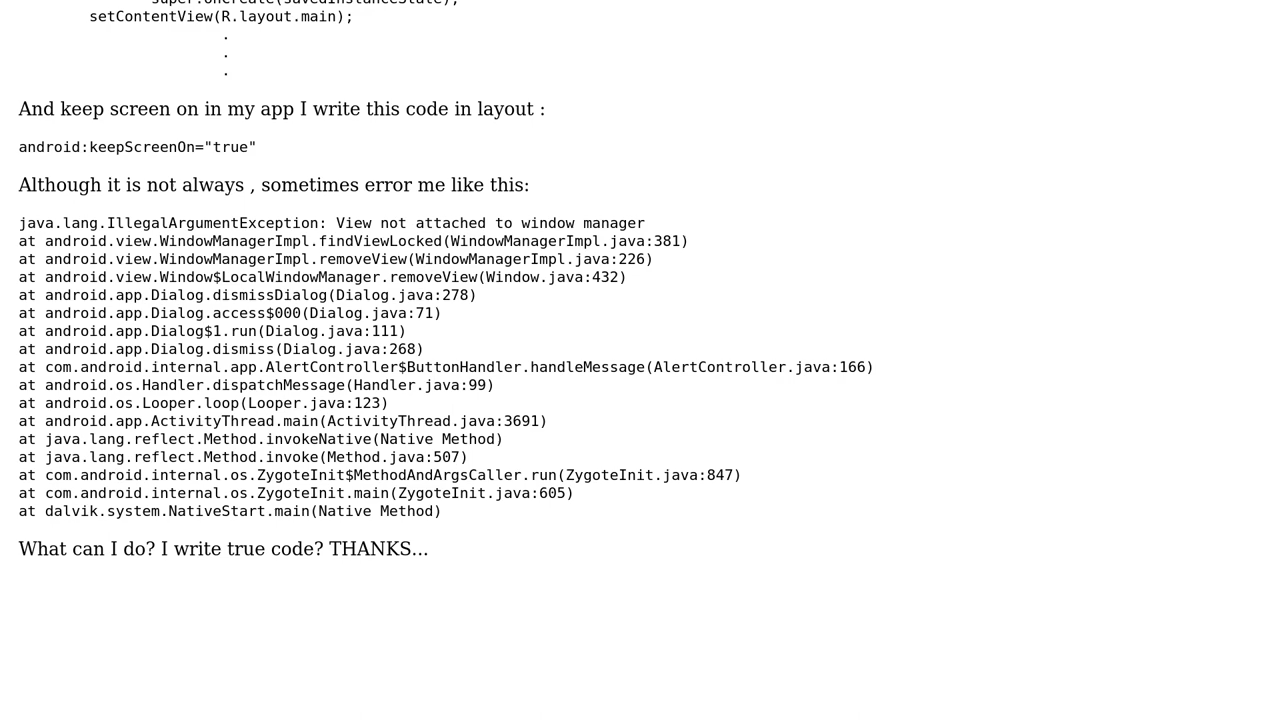 super.onCreate(savedInstanceState);
setContentView(R.layout.main);
.
.
.
And keep screen on in my app I write this code in layout :
android:keepScreenOn="true"
Although it is not always , sometimes error me like this:
java.lang.IllegalArgumentException: View not attached to window manager
at android.view.WindowManagerImpl.findViewLocked(WindowManagerImpl.java:381)
at android.view.WindowManagerImpl.removeView(WindowManagerImpl.java:226)
at android.view.Window$LocalWindowManager.removeView(Window.java:432)
at android.app.Dialog.dismissDialog(Dialog.java:278)
at android.app.Dialog.access$000(Dialog.java:71)
at android.app.Dialog$1.run(Dialog.java:111)
at android.app.Dialog.dismiss(Dialog.java:268)
at com.android.internal.app.AlertController$ButtonHandler.handleMessage(AlertController.java:166)
at android.os.Handler.dispatchMessage(Handler.java:99)
at android.os.Looper.loop(Looper.java:123)
at android.app.ActivityThread.main(ActivityThread.java:3691)
at java.lang.reflect.Method.invokeNative(Native Method)
at java.lang.reflect.Method.invoke(Method.java:507)
at com.android.internal.os.ZygoteInit$MethodAndArgsCaller.run(ZygoteInit.java:847)
at com.android.internal.os.ZygoteInit.main(ZygoteInit.java:605)
at dalvik.system.NativeStart.main(Native Method)
What can I do? I write true code? THANKS...